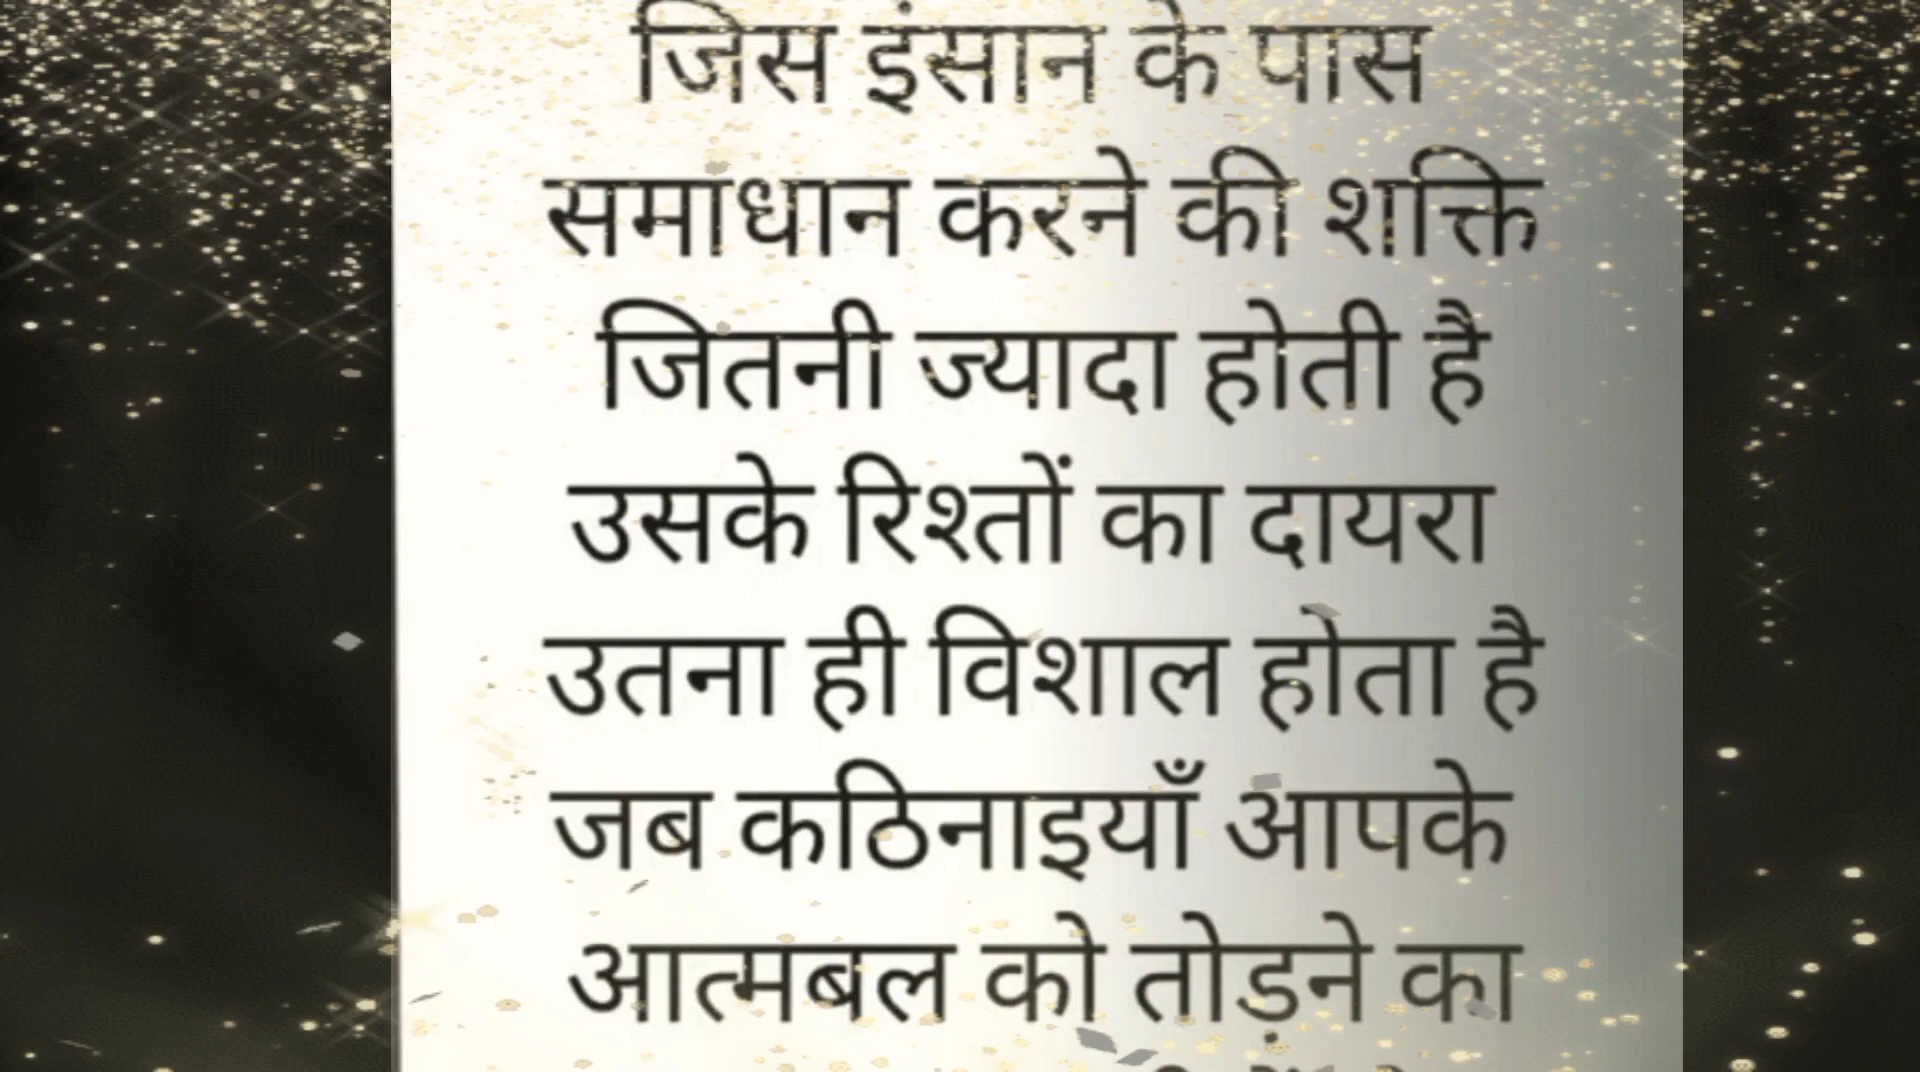 जिस इंसान के पास
समाधान करने की शक्ति
जितनी ज्यादा होती है
उसके रिश्तों का दायरा
उतना ही विशाल होता है
जब कठिनाइयाँ आपके
आत्मबल को तोड़ने का